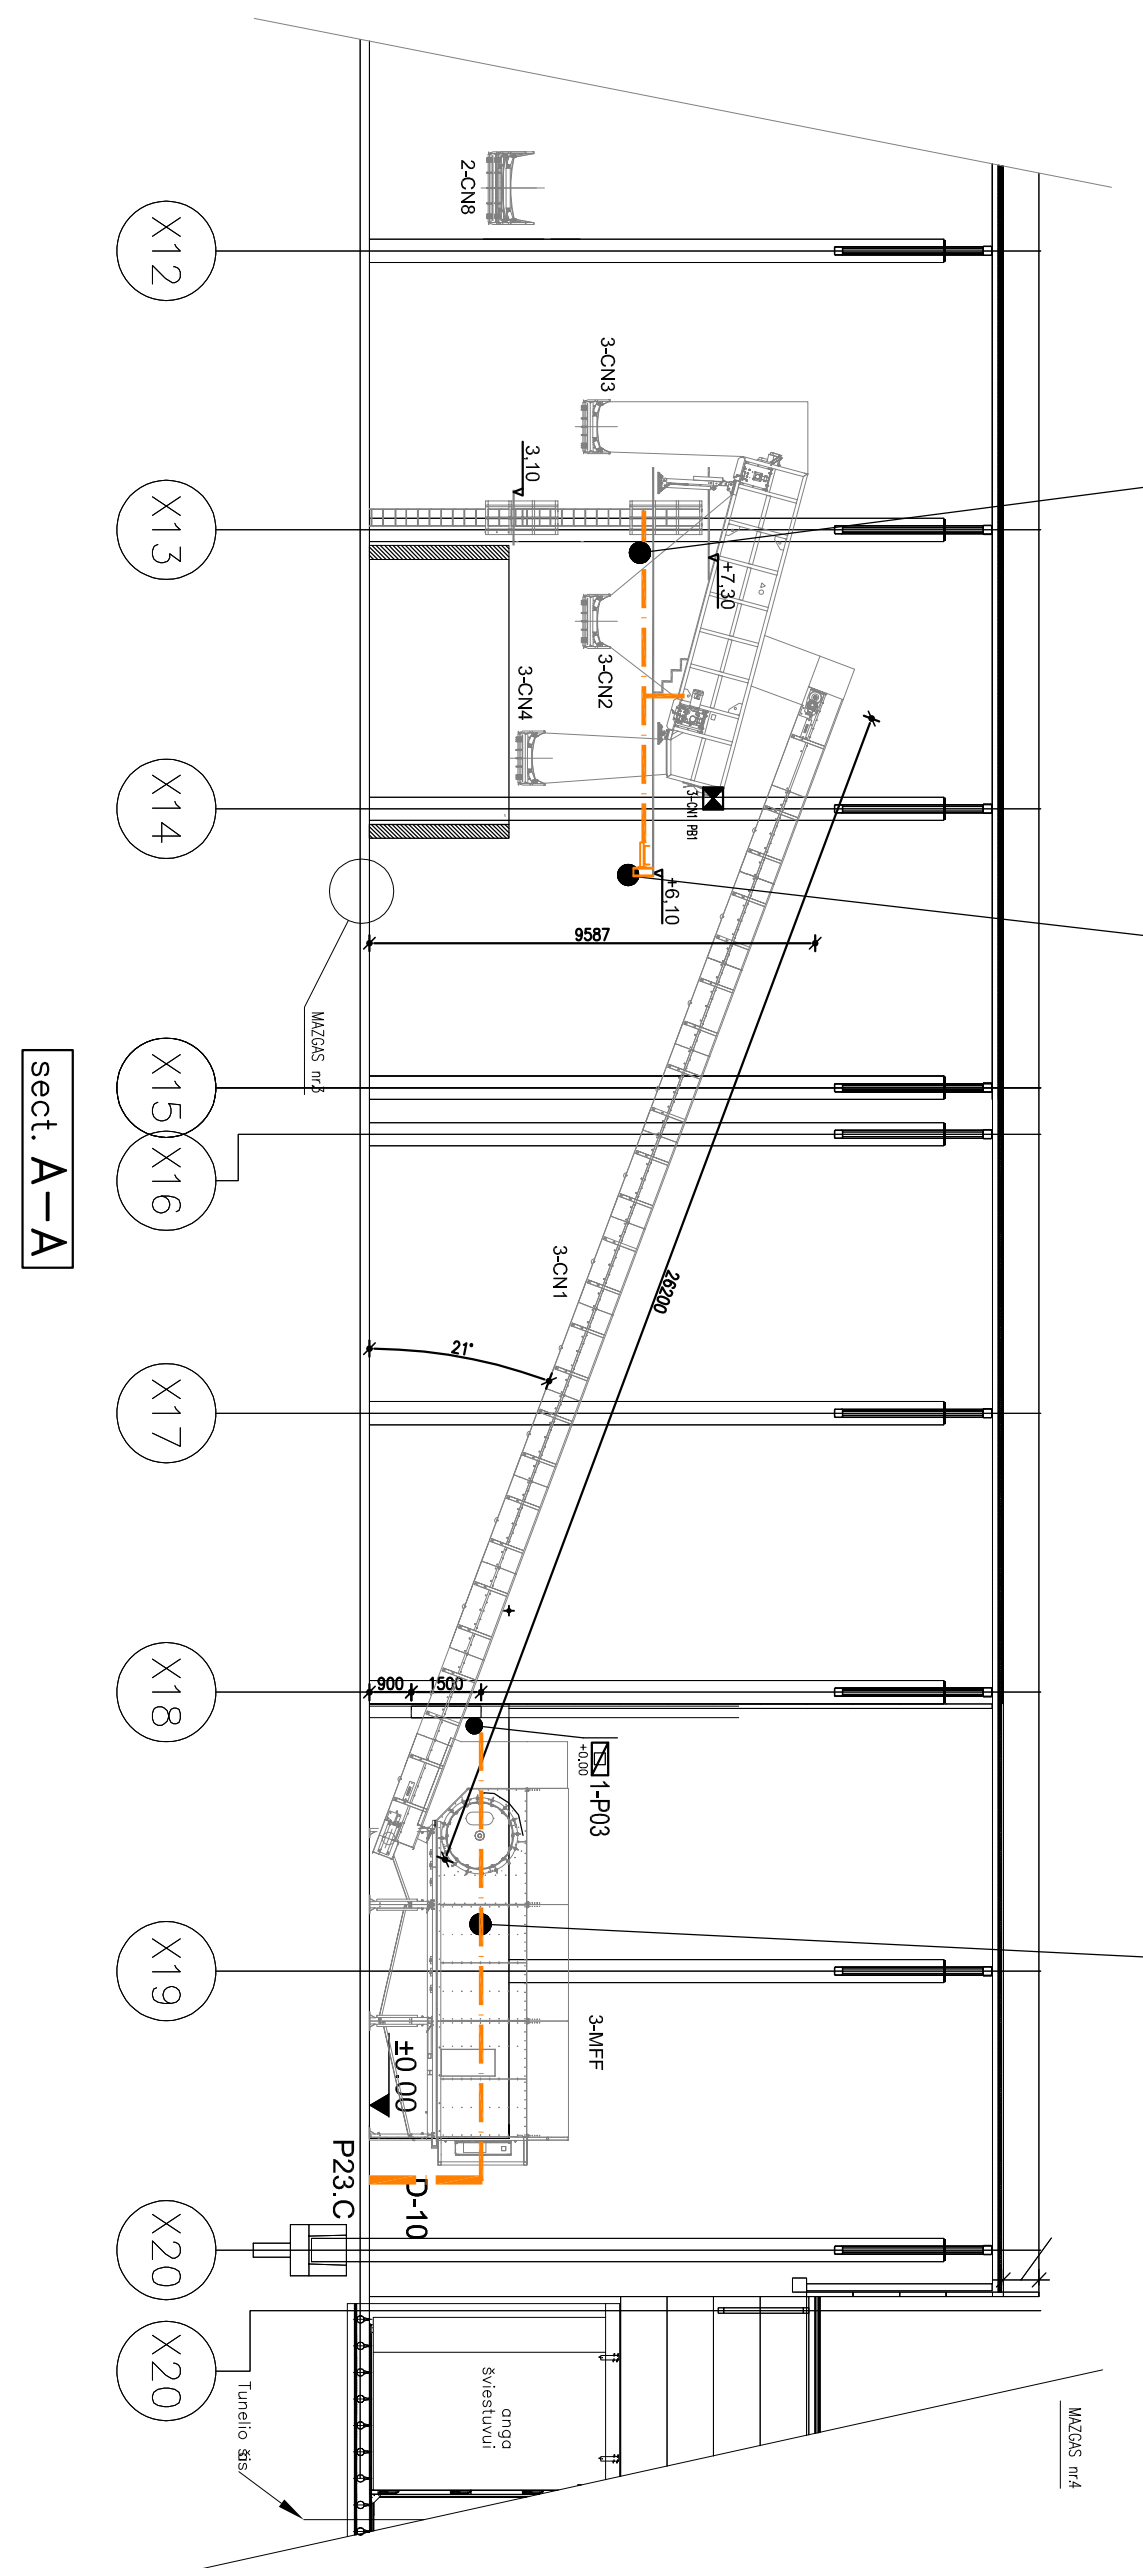 2-CN8
X12
3-CN3
3,10
X13
+7,30
40
3-CN2
3-CN4
X14
3-CN1 PB1
+6,10
9587
MAZGAS nr.3
X15
X16
sect. A-A
3-CN1
26200
21°
X17
X18
900
1500
1-P03
+0.00
X19
3-MFF
±0.00
P23.C
D-10
X20
X20
Tunelio
anga
šviestuvui
MAZGAS nr.4